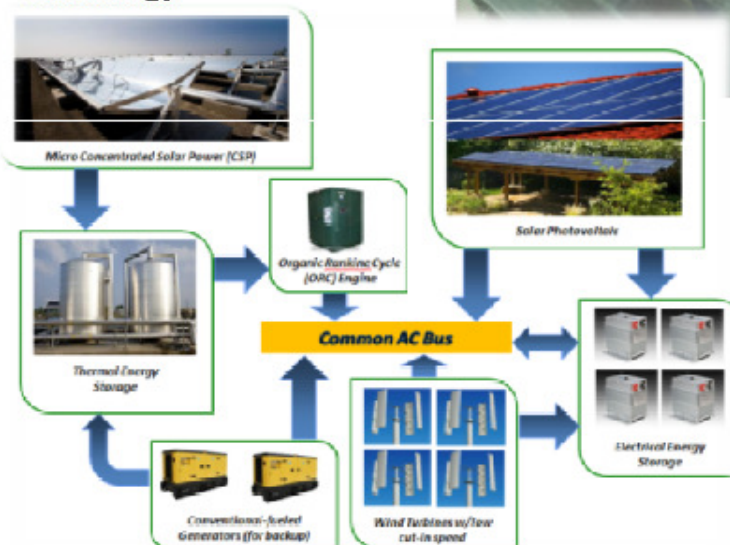 Micro Concentrated Solar Power (CSP)
Solar Photovoltaic
Organic Rankine Cycle
(ORC) Engine
Common AC Bus
Thermal Energy
Storage
Electrical Energy
Storage
Conventional-fueled
Generators (for backup)
Wind Turbines w/low
cut-in speed